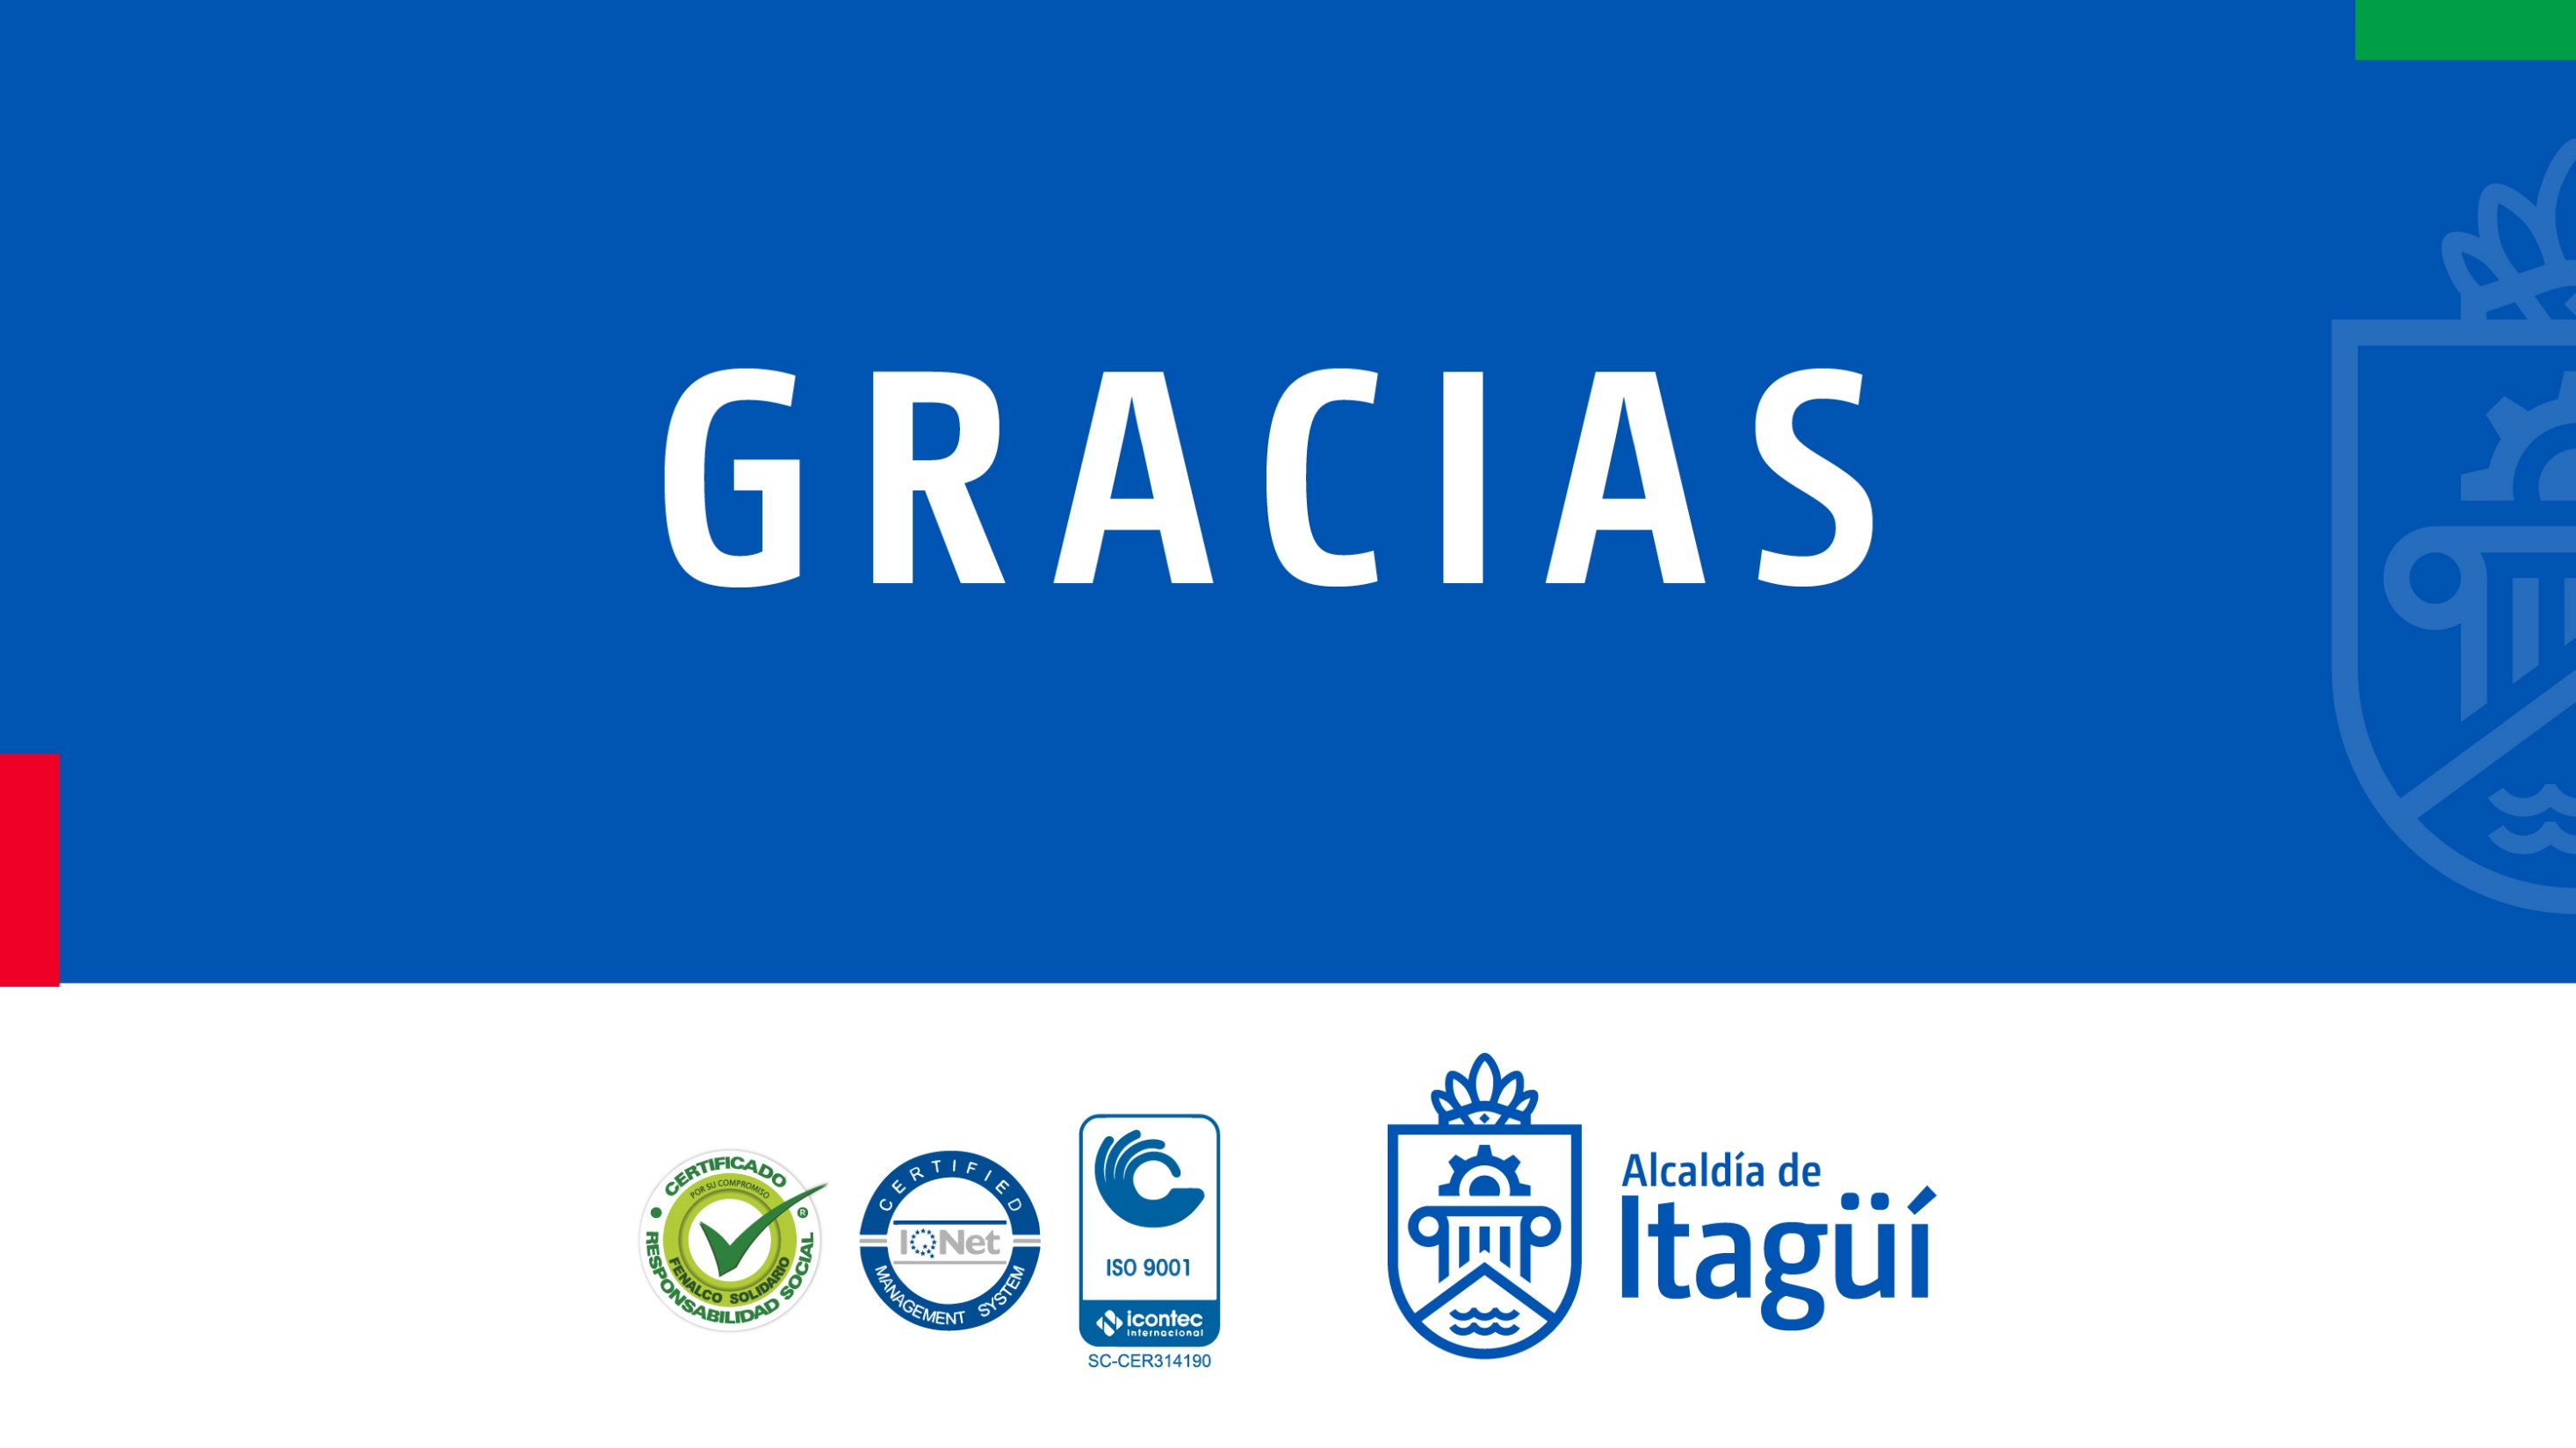 GRACIAS
CERTIFICADO
POR SU COMPROMISO
®
FENALCO SOLIDARIO
RESPONSABILIDAD SOCIAL
CERTIFIED
IQNet
MANAGEMENT SYSTEM
ISO 9001
icontec
internacional
SC-CER314190
Alcaldía de
Itagüí